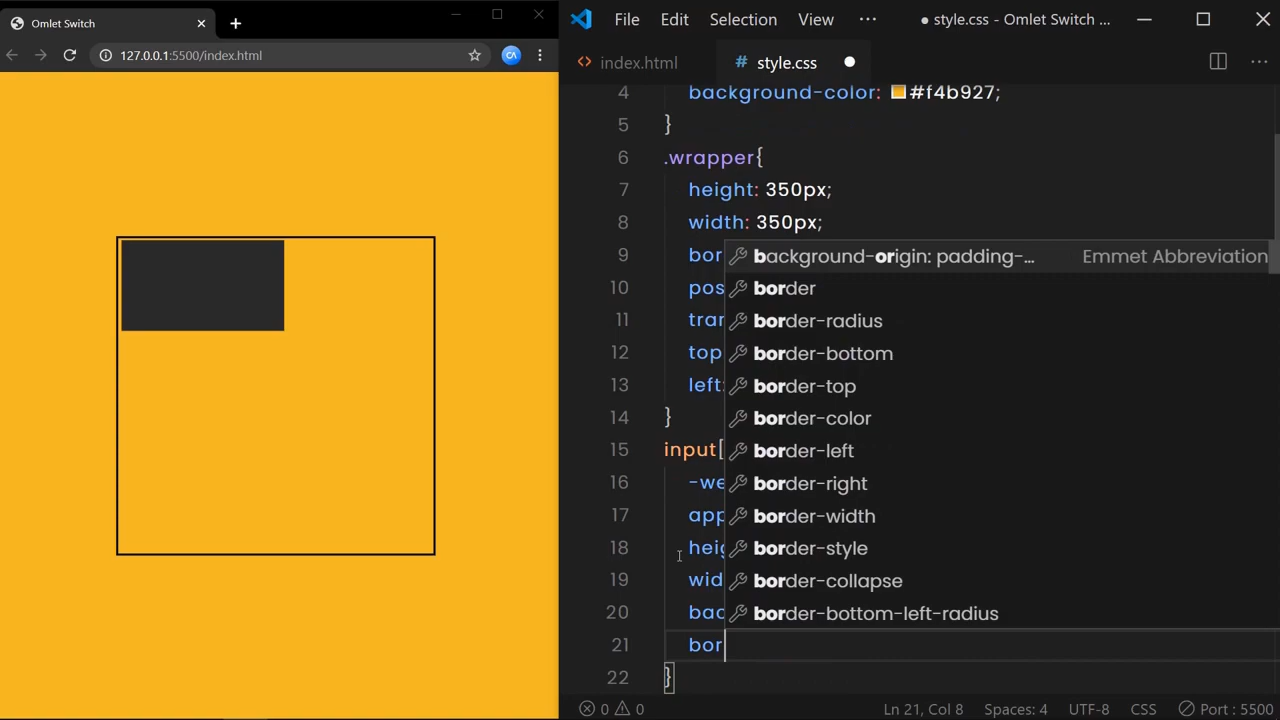 Omlet Switch
127.0.0.1:5500/index.html
File Edit Selection View ··· ● style.css - Omlet Switch ...
index.html # style.css
4 background-color: #f4b927;
5 }
6 .wrapper{
7 height: 350px;
8 width: 350px;
9 bor
10 pos
11 tran
12 top
13 left:
14 }
15 input[
16 -we
17 app
18 heig
19 wid
20 bac
21 bor
22 }
background-origin: padding-... Emmet Abbreviation
border
border-radius
border-bottom
border-top
border-color
border-left
border-right
border-width
border-style
border-collapse
border-bottom-left-radius
0 0 Ln 21, Col 8 Spaces: 4 UTF-8 CSS Port : 5500